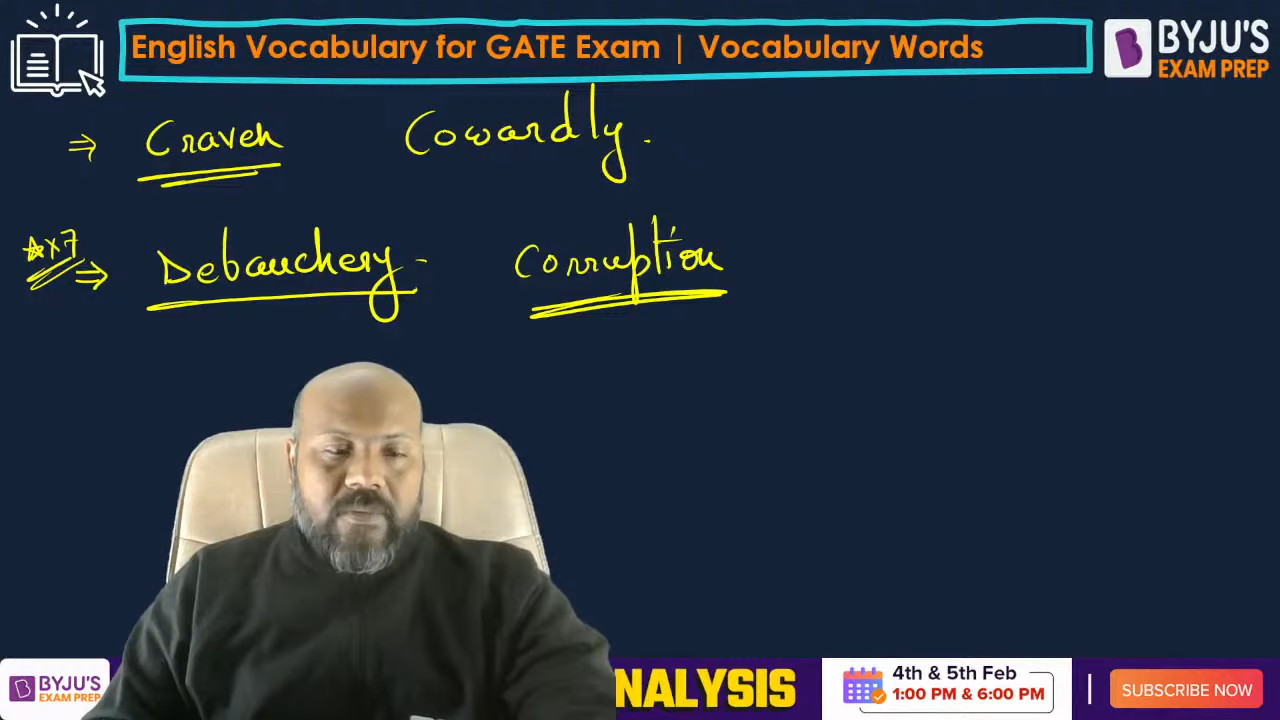 English Vocabulary for GATE Exam | Vocabulary Words
BYJU'S
EXAM PREP
⇒ Craven Cowardly.
☆x7 ⇒ Debauchery - Corruption
BYJU'S
EXAM PREP
NALYSIS
4th & 5th Feb
1:00 PM & 6:00 PM
SUBSCRIBE NOW